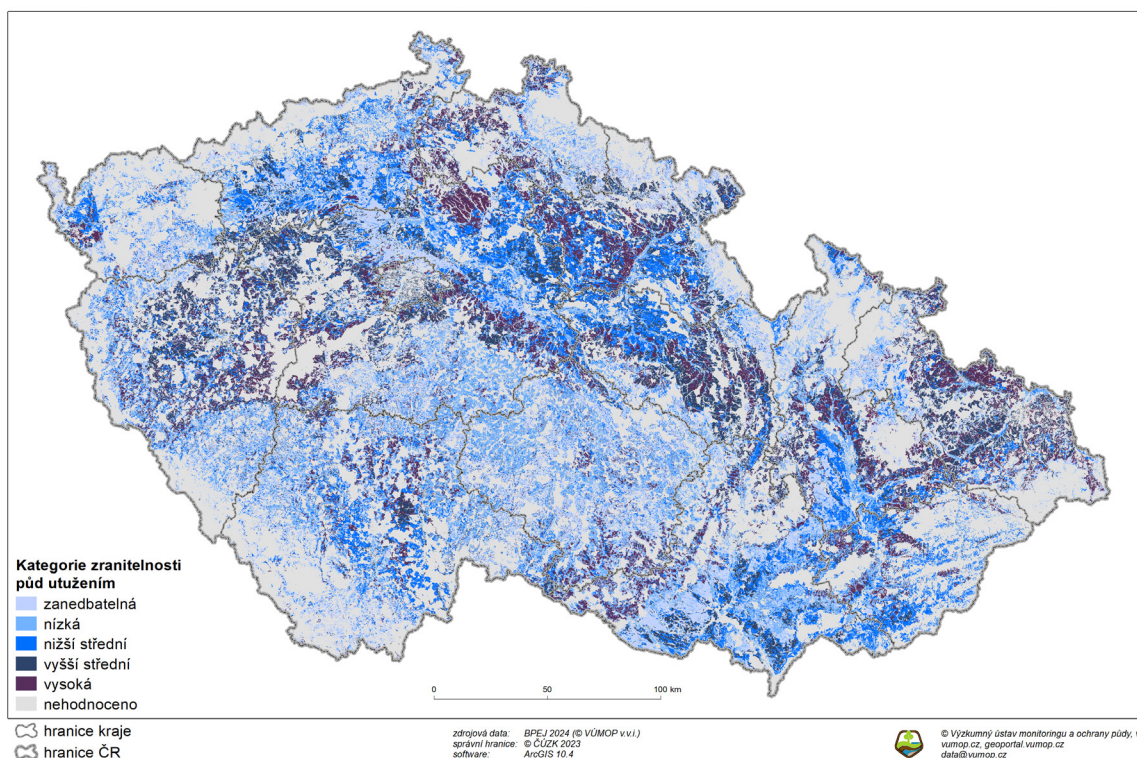 Kategorie zranitelnosti
půd utužením
zanedbatelná
nízká
nižší střední
vyšší střední
vysoká
nehodnoceno
hranice kraje
hranice ČR
0 50 100 km
zdrojová data: BPEJ 2024 (© VÚMOP v.v.i.)
správní hranice: © ČÚZK 2023
software: ArcGIS 10.4
© Výzkumný ústav monitoringu a ochrany půdy, v
vumop.cz, geoportal.vumop.cz
data@vumop.cz